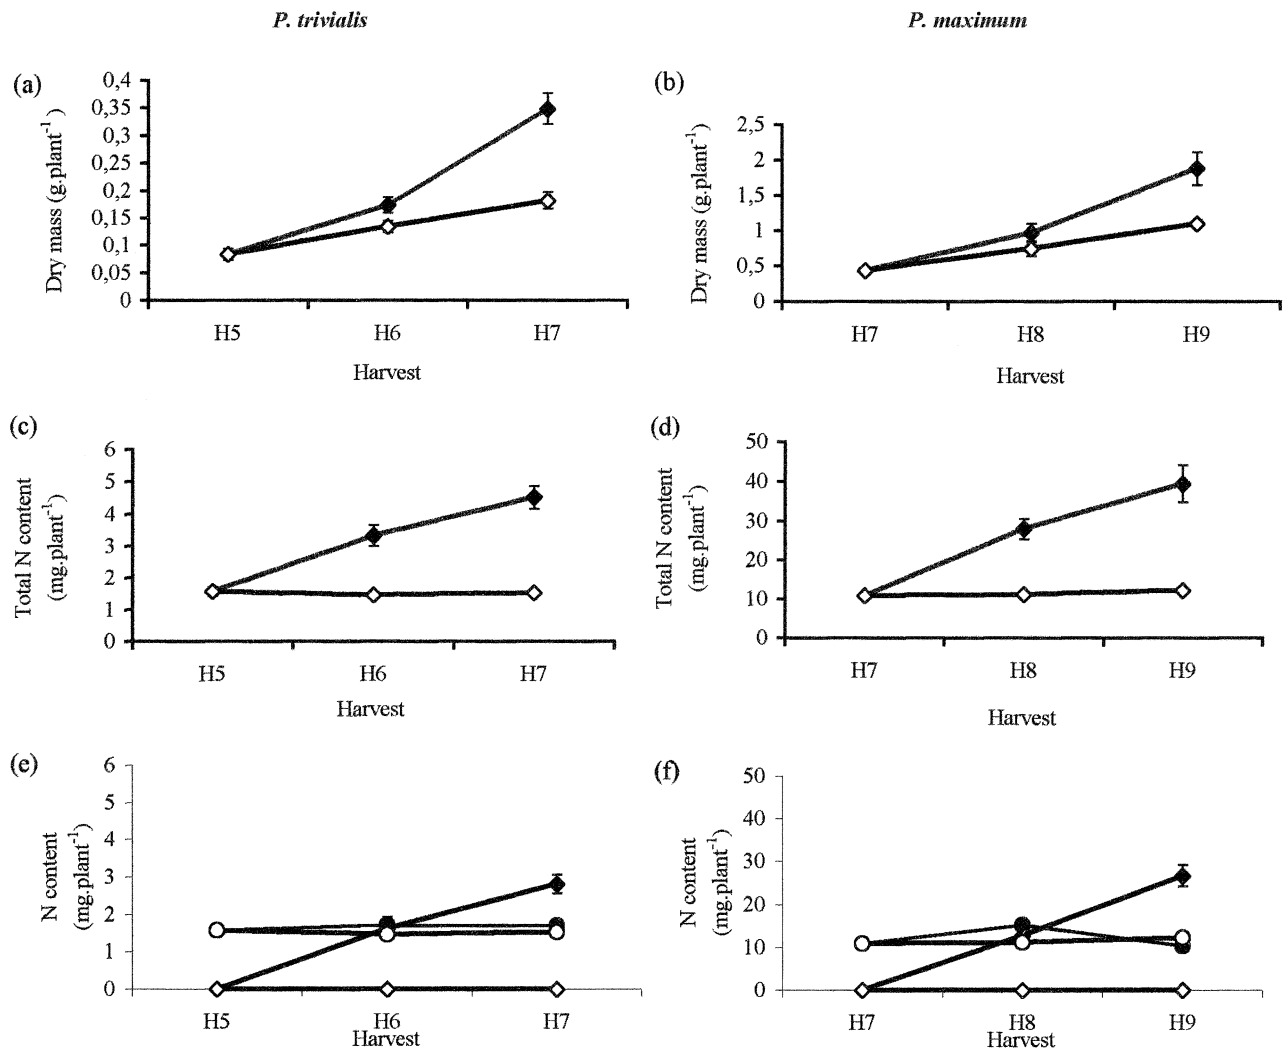 P. trivialis
P. maximum
(a)
0,4
0,35
0,3
0,25
0,2
0,15
0,1
0,05
0
Dry mass (g.plant-1)
H5 H6 H7
Harvest
(b)
2,5
2
1,5
1
0,5
0
Dry mass (g.plant-1)
H7 H8 H9
Harvest
(c)
6
5
4
3
2
1
0
Total N content
(mg.plant-1)
H5 H6 H7
Harvest
(d)
50
40
30
20
10
0
Total N content
(mg.plant-1)
H7 H8 H9
Harvest
(e)
6
5
4
3
2
1
0
N content
(mg.plant-1)
H5 H6 H7
Harvest
(f)
50
40
30
20
10
0
N content
(mg.plant-1)
H7 H8 H9
Harvest